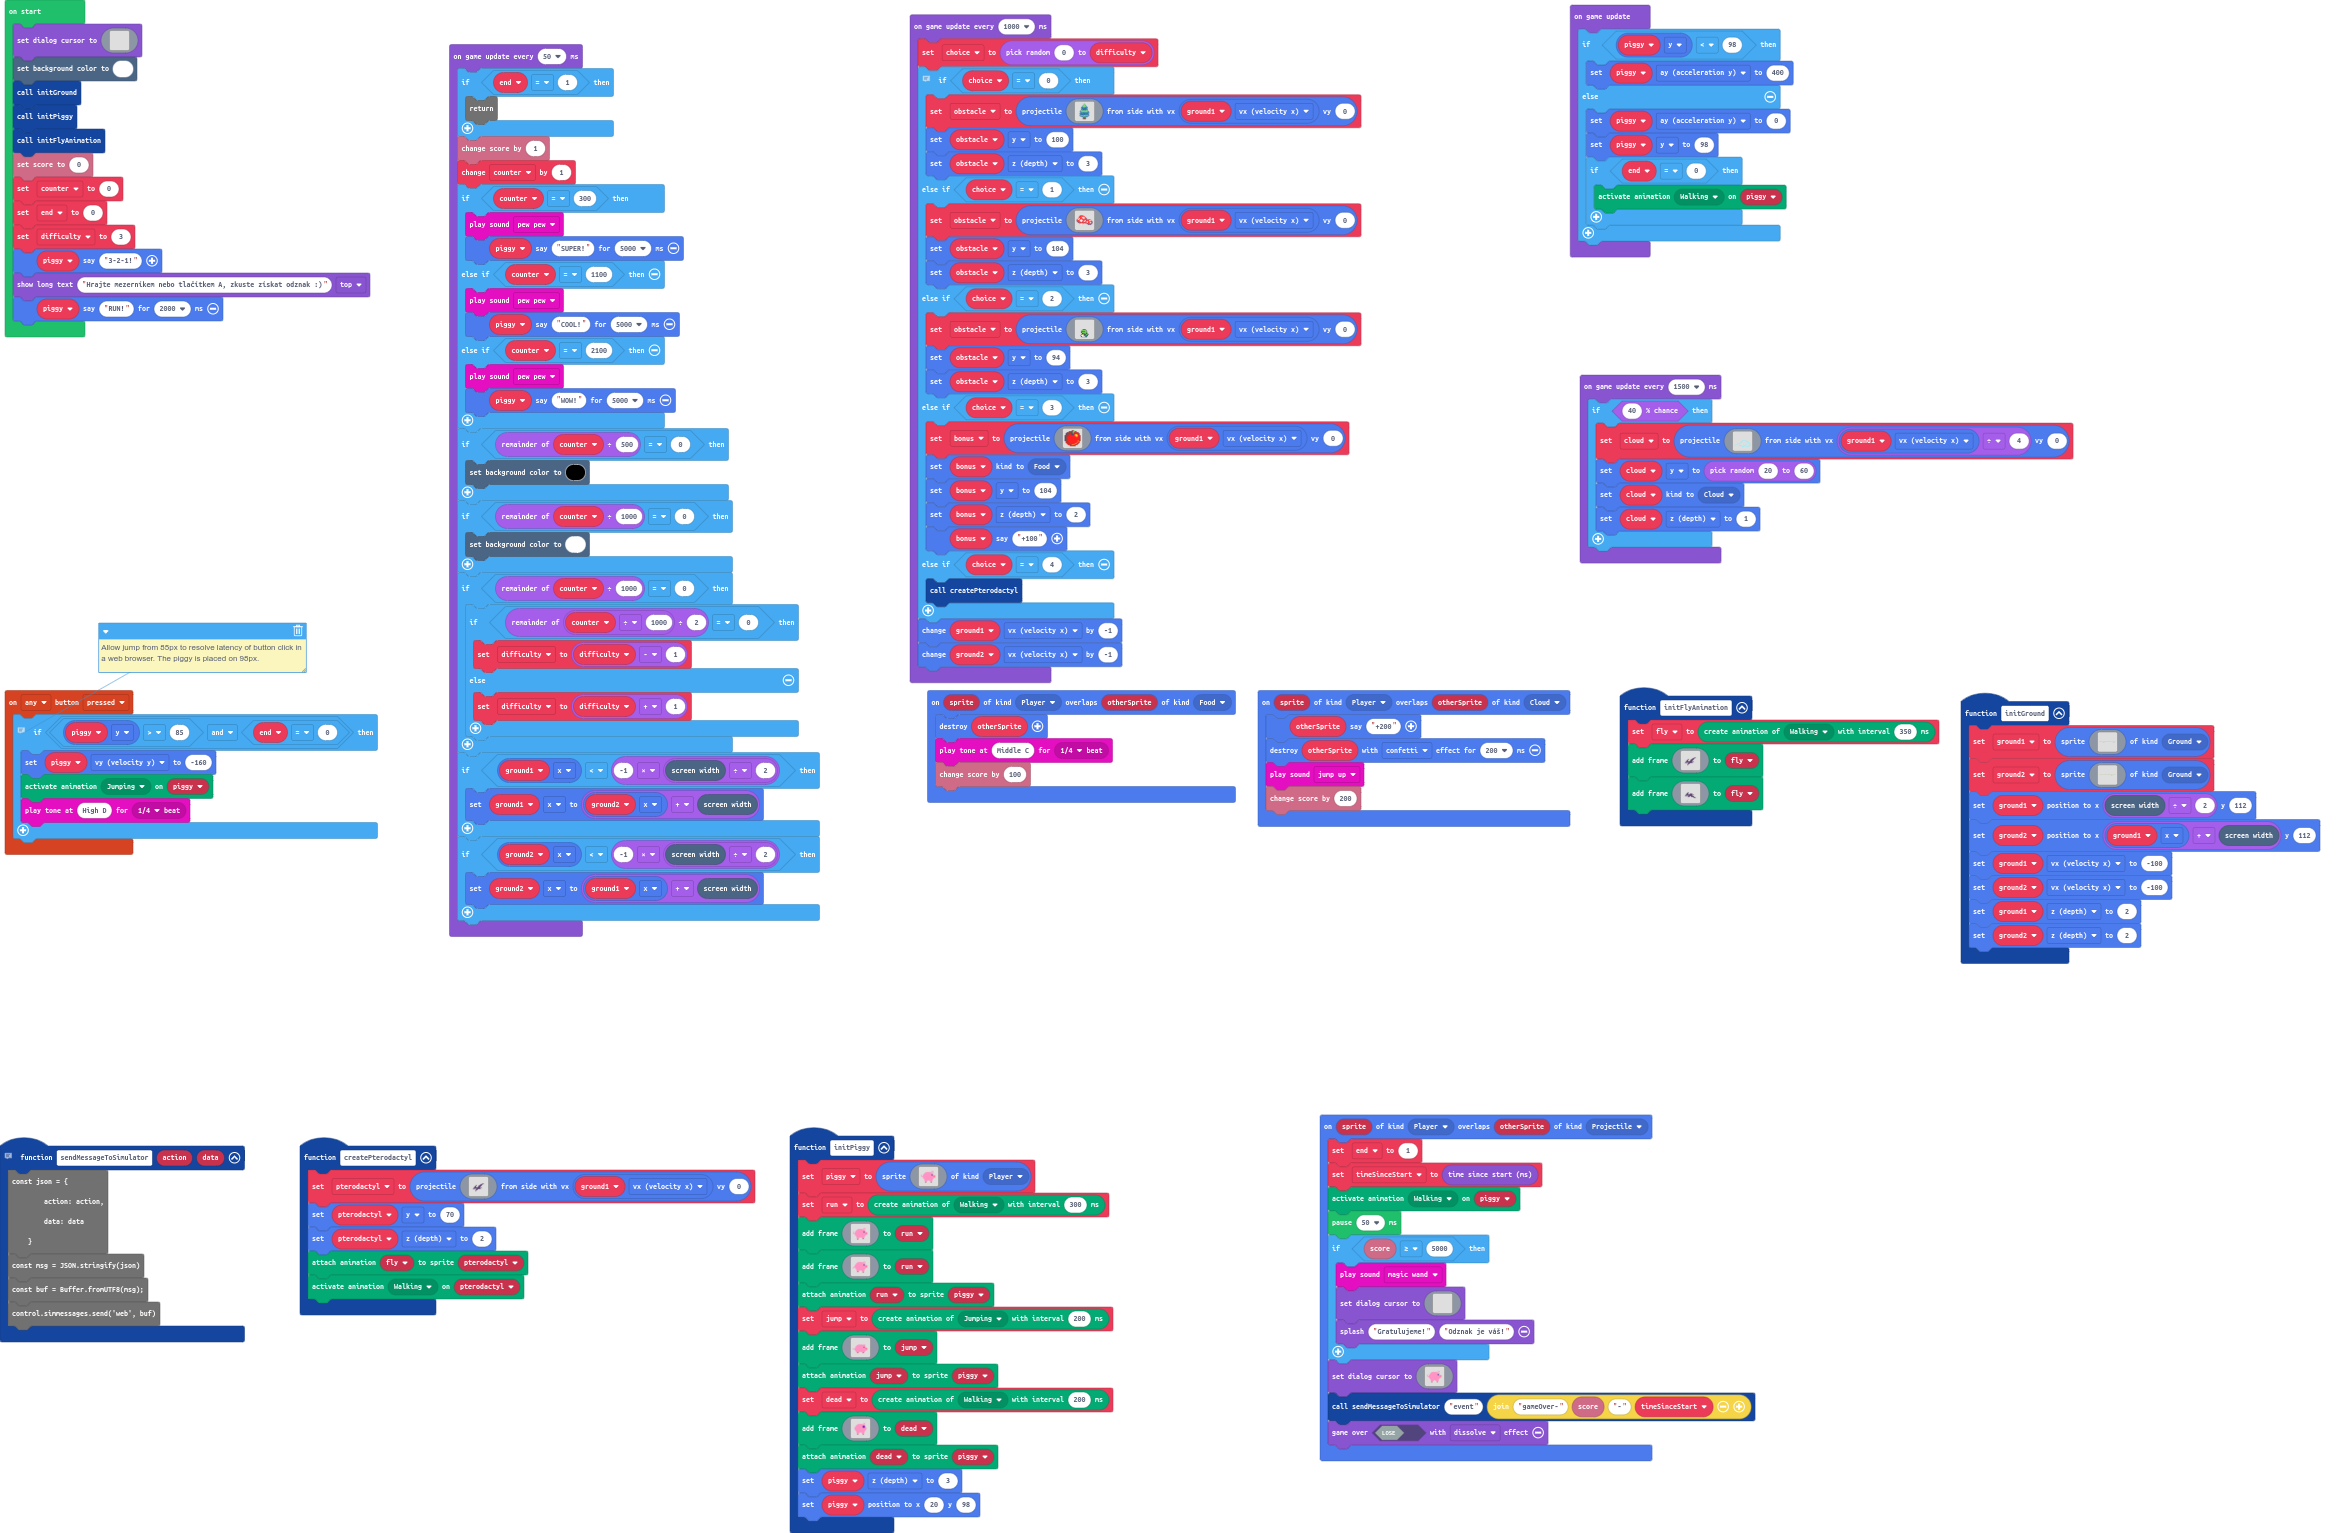 on start
set dialog cursor to
set background color to
call initGround
call initPiggy
call initFlyAnimation
set score to 0
set counter to 0
set end to 0
set difficulty to 3
piggy say "3-2-1!"
show long text "Hrajte mezerníkem nebo tlačítkem A, zkuste získat odznak :)" top
piggy say "RUN!" for 2000 ms
Allow jump from 85px to resolve latency of button click in
a web browser. The piggy is placed on 98px.
on any button pressed
if piggy y > 85 and end = 0 then
set piggy vy (velocity y) to -160
activate animation Jumping on piggy
play tone at High D for 1/4 beat
on game update every 50 ms
if end = 1 then
return
change score by 1
change counter by 1
if counter = 300 then
play sound pew pew
piggy say "SUPER!" for 5000 ms
else if counter = 1100 then
play sound pew pew
piggy say "COOL!" for 5000 ms
else if counter = 2100 then
play sound pew pew
piggy say "WOW!" for 5000 ms
if remainder of counter ÷ 500 = 0 then
set background color to
if remainder of counter ÷ 1000 = 0 then
set background color to
if remainder of counter ÷ 1000 = 0 then
if remainder of counter ÷ 1000 ÷ 2 = 0 then
set difficulty to difficulty - 1
else
set difficulty to difficulty + 1
if ground1 x < -1 × screen width ÷ 2 then
set ground1 x to ground2 x + screen width
if ground2 x < -1 × screen width ÷ 2 then
set ground2 x to ground1 x + screen width
on game update every 1000 ms
set choice to pick random 0 to difficulty
if choice = 0 then
set obstacle to projectile from side with vx ground1 vx (velocity x) vy 0
set obstacle y to 100
set obstacle z (depth) to 3
else if choice = 1 then
set obstacle to projectile from side with vx ground1 vx (velocity x) vy 0
set obstacle y to 104
set obstacle z (depth) to 3
else if choice = 2 then
set obstacle to projectile from side with vx ground1 vx (velocity x) vy 0
set obstacle y to 94
set obstacle z (depth) to 3
else if choice = 3 then
set bonus to projectile from side with vx ground1 vx (velocity x) vy 0
set bonus kind to Food
set bonus y to 104
set bonus z (depth) to 2
bonus say "+100"
else if choice = 4 then
call createPterodactyl
change ground1 vx (velocity x) by -1
change ground2 vx (velocity x) by -1
on game update
if piggy y < 98 then
set piggy ay (acceleration y) to 400
else
set piggy ay (acceleration y) to 0
set piggy y to 98
if end = 0 then
activate animation Walking on piggy
on game update every 1500 ms
if 40 % chance then
set cloud to projectile from side with vx ground1 vx (velocity x) ÷ 4 vy 0
set cloud y to pick random 20 to 60
set cloud kind to Cloud
set cloud z (depth) to 1
on sprite of kind Player overlaps otherSprite of kind Food
destroy otherSprite
play tone at Middle C for 1/4 beat
change score by 100
on sprite of kind Player overlaps otherSprite of kind Cloud
otherSprite say "+200"
destroy otherSprite with confetti effect for 200 ms
play sound jump up
change score by 200
function initFlyAnimation
set fly to create animation of Walking with interval 350 ms
add frame to fly
add frame to fly
function initGround
set ground1 to sprite of kind Ground
set ground2 to sprite of kind Ground
set ground1 position to x screen width ÷ 2 y 112
set ground2 position to x ground1 x + screen width y 112
set ground1 vx (velocity x) to -100
set ground2 vx (velocity x) to -100
set ground1 z (depth) to 2
set ground2 z (depth) to 2
function sendMessageToSimulator action data
const json = {
action: action,
data: data
}
const msg = JSON.stringify(json)
const buf = Buffer.fromUTF8(msg);
control.simmessages.send('web', buf)
function createPterodactyl
set pterodactyl to projectile from side with vx ground1 vx (velocity x) vy 0
set pterodactyl y to 70
set pterodactyl z (depth) to 2
attach animation fly to sprite pterodactyl
activate animation Walking on pterodactyl
function initPiggy
set piggy to sprite of kind Player
set run to create animation of Walking with interval 300 ms
add frame to run
add frame to run
attach animation run to sprite piggy
set jump to create animation of Jumping with interval 200 ms
add frame to jump
attach animation jump to sprite piggy
set dead to create animation of Walking with interval 200 ms
add frame to dead
attach animation dead to sprite piggy
set piggy z (depth) to 3
set piggy position to x 20 y 98
on sprite of kind Player overlaps otherSprite of kind Projectile
set end to 1
set timeSinceStart to time since start (ms)
activate animation Walking on piggy
pause 50 ms
if score ≥ 5000 then
play sound magic wand
set dialog cursor to
splash "Gratulujeme!" "Odznak je váš!"
set dialog cursor to
call sendMessageToSimulator "event" join "gameOver-" score "-" timeSinceStart
game over LOSE with dissolve effect